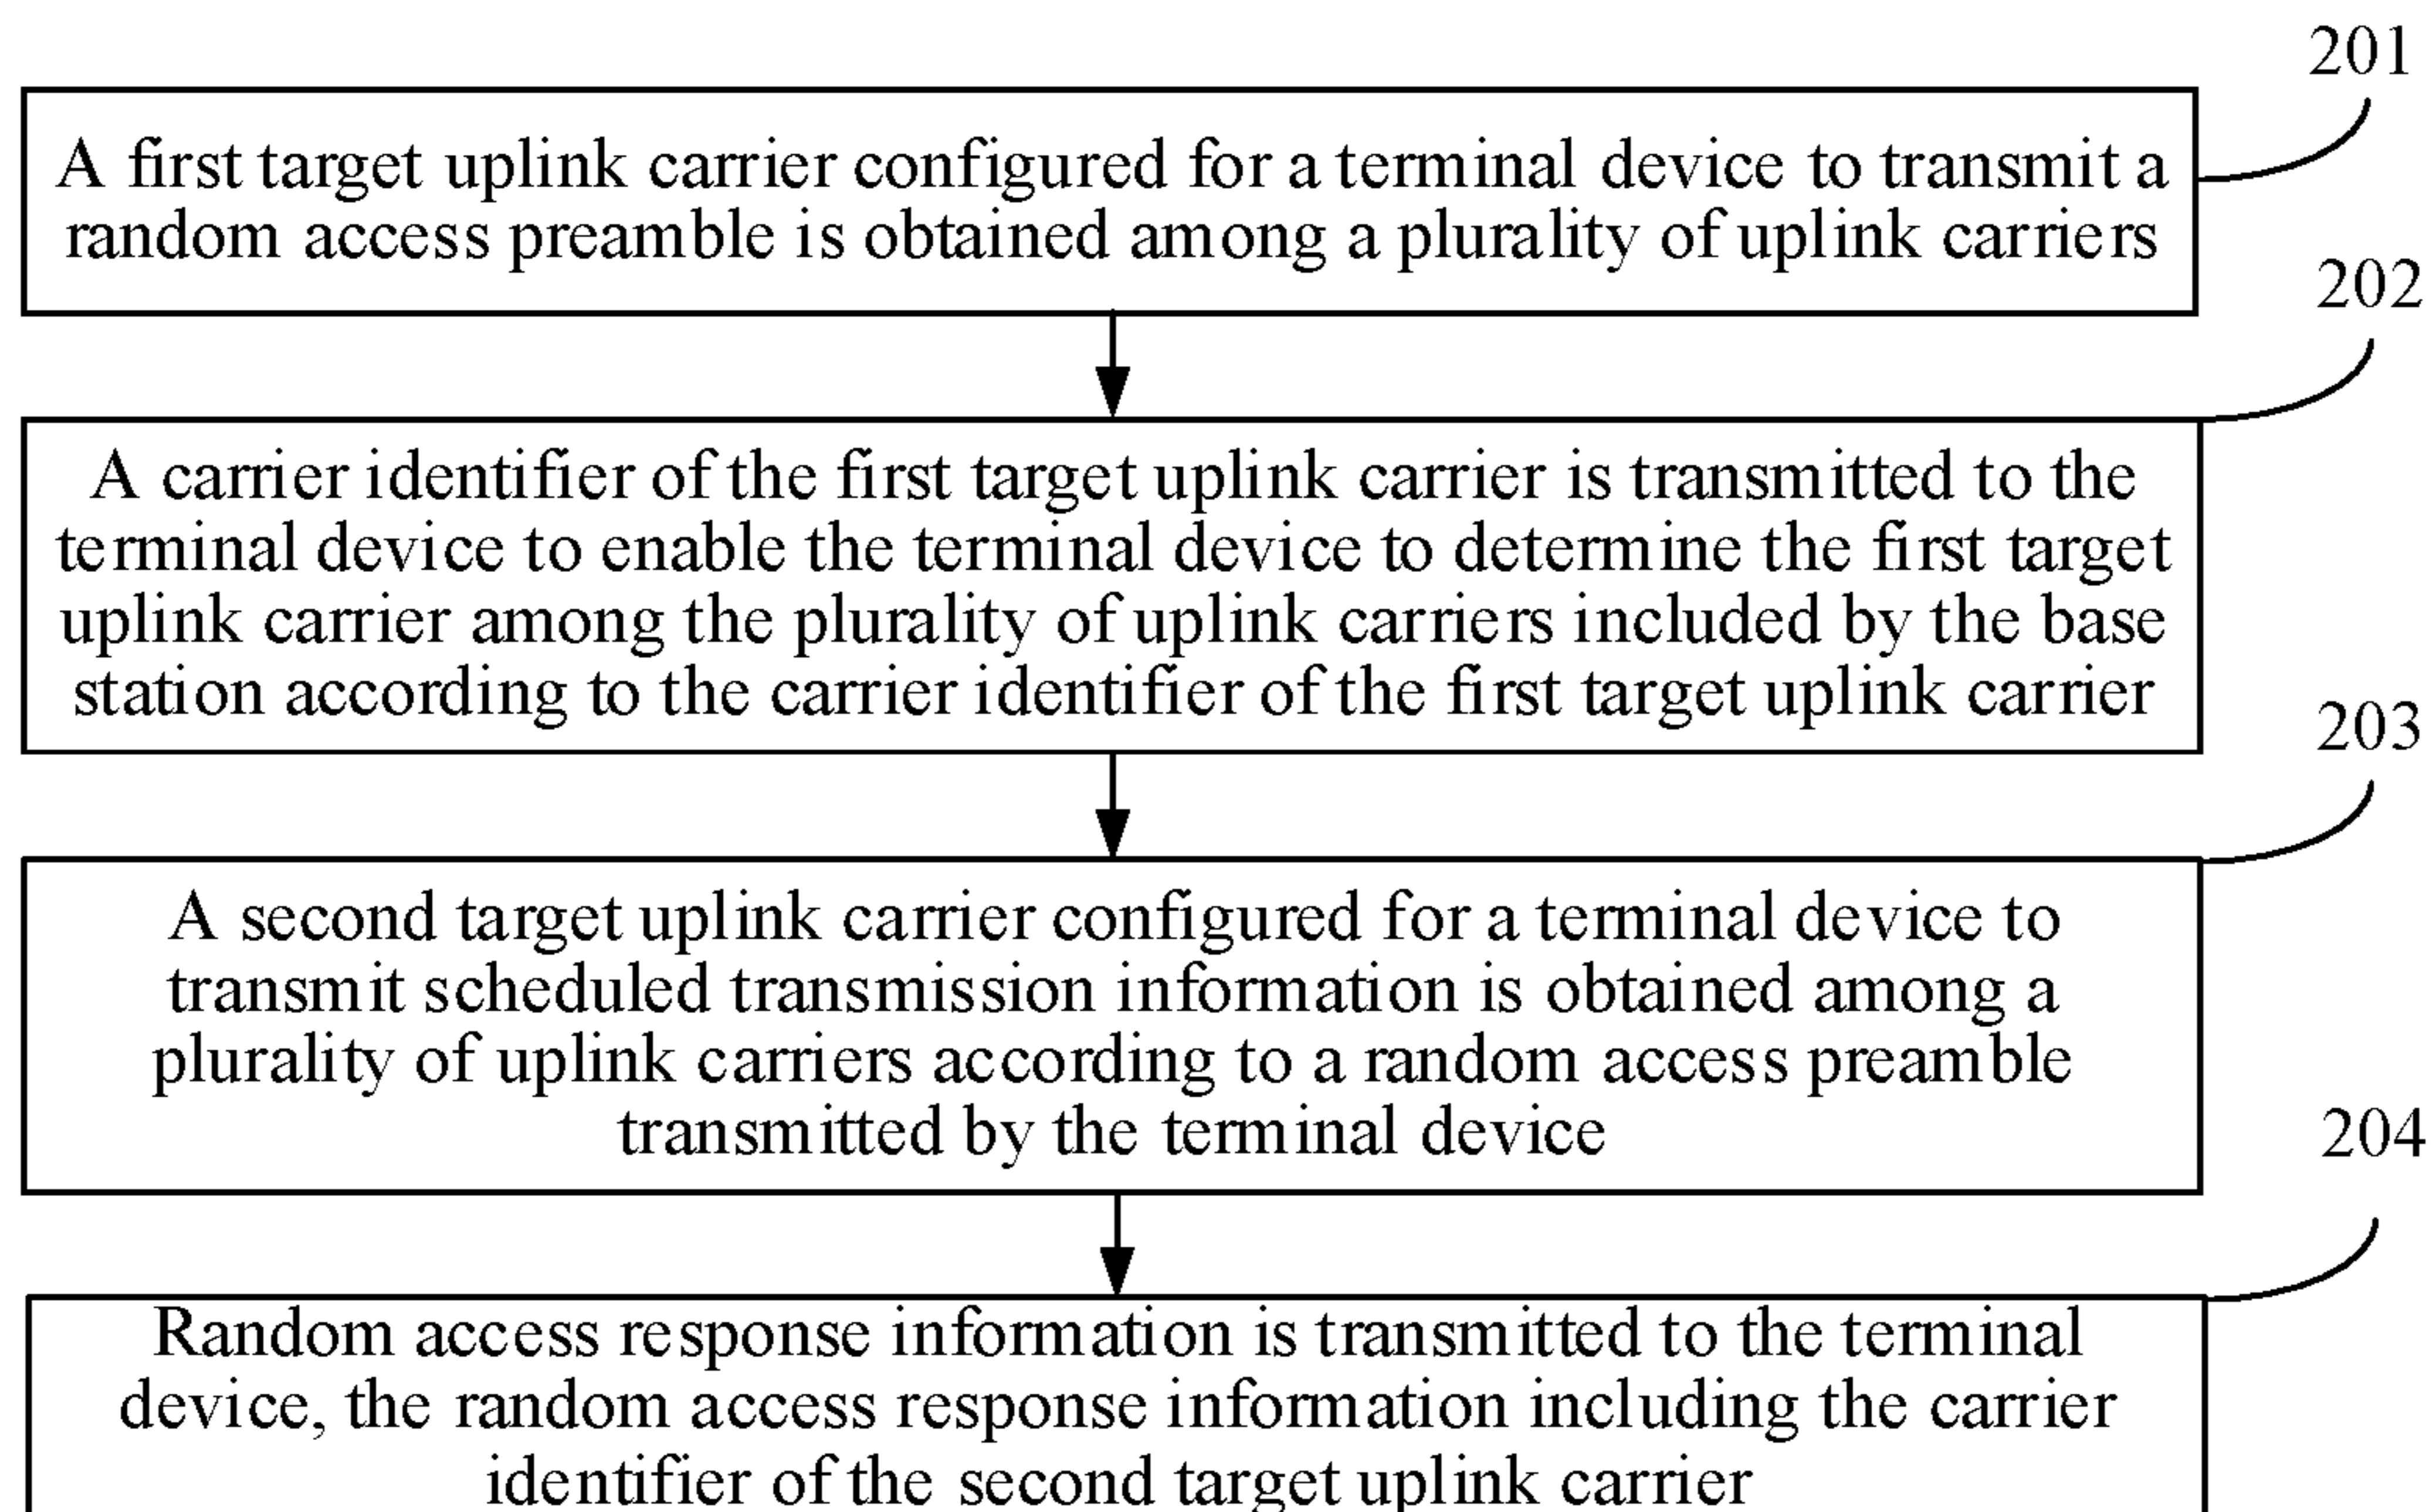 201
A first target uplink carrier configured for a terminal device to transmit a
random access preamble is obtained among a plurality of uplink carriers
202
A carrier identifier of the first target uplink carrier is transmitted to the
terminal device to enable the terminal device to determine the first target
uplink carrier among the plurality of uplink carriers included by the base
station according to the carrier identifier of the first target uplink carrier
203
A second target uplink carrier configured for a terminal device to
transmit scheduled transmission information is obtained among a
plurality of uplink carriers according to a random access preamble
transmitted by the terminal device
204
Random access response information is transmitted to the terminal
device, the random access response information including the carrier
identifier of the second target uplink carrier